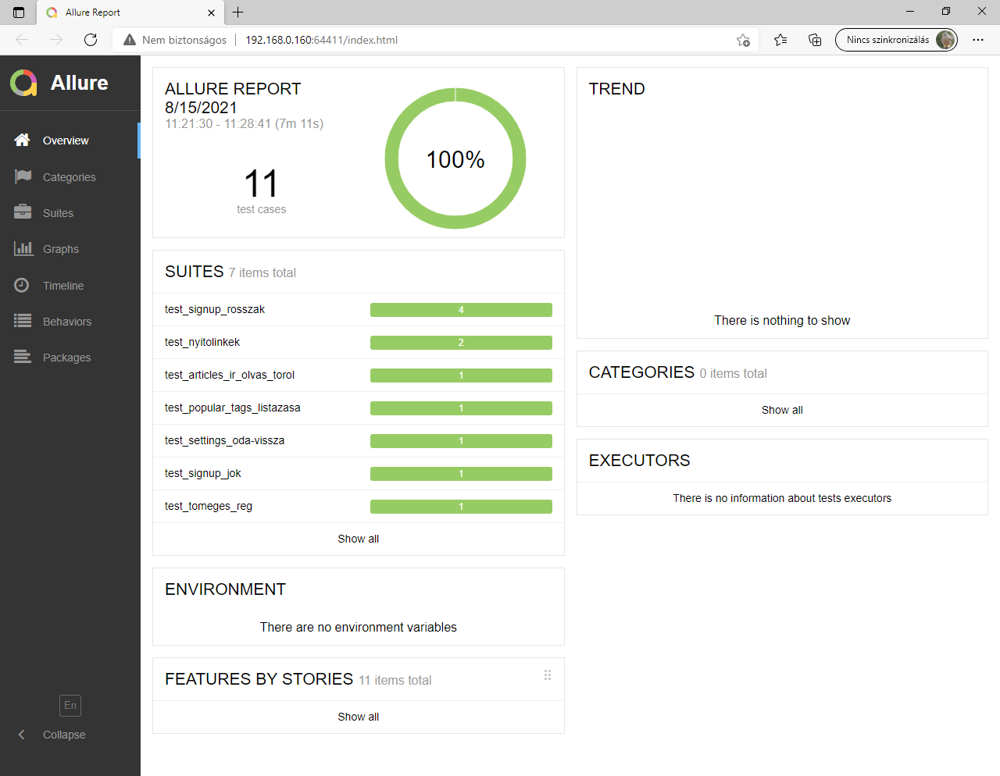 Allure Report
Nem biztonságos
192.168.0.160:64411/index.html
Nincs szinkronizálás
Allure
Overview
Categories
Suites
Graphs
Timeline
Behaviors
Packages
En
Collapse
ALLURE REPORT
8/15/2021
11:21:30 - 11:28:41 (7m 11s)
11
test cases
100%
SUITES 7 items total
test_signup_rosszak 4
test_nyitolinkek 2
test_articles_ir_olvas_torol 1
test_popular_tags_listazasa 1
test_settings_oda-vissza 1
test_signup_jok 1
test_tomeges_reg 1
Show all
ENVIRONMENT
There are no environment variables
FEATURES BY STORIES 11 items total
Show all
TREND
There is nothing to show
CATEGORIES 0 items total
Show all
EXECUTORS
There is no information about tests executors